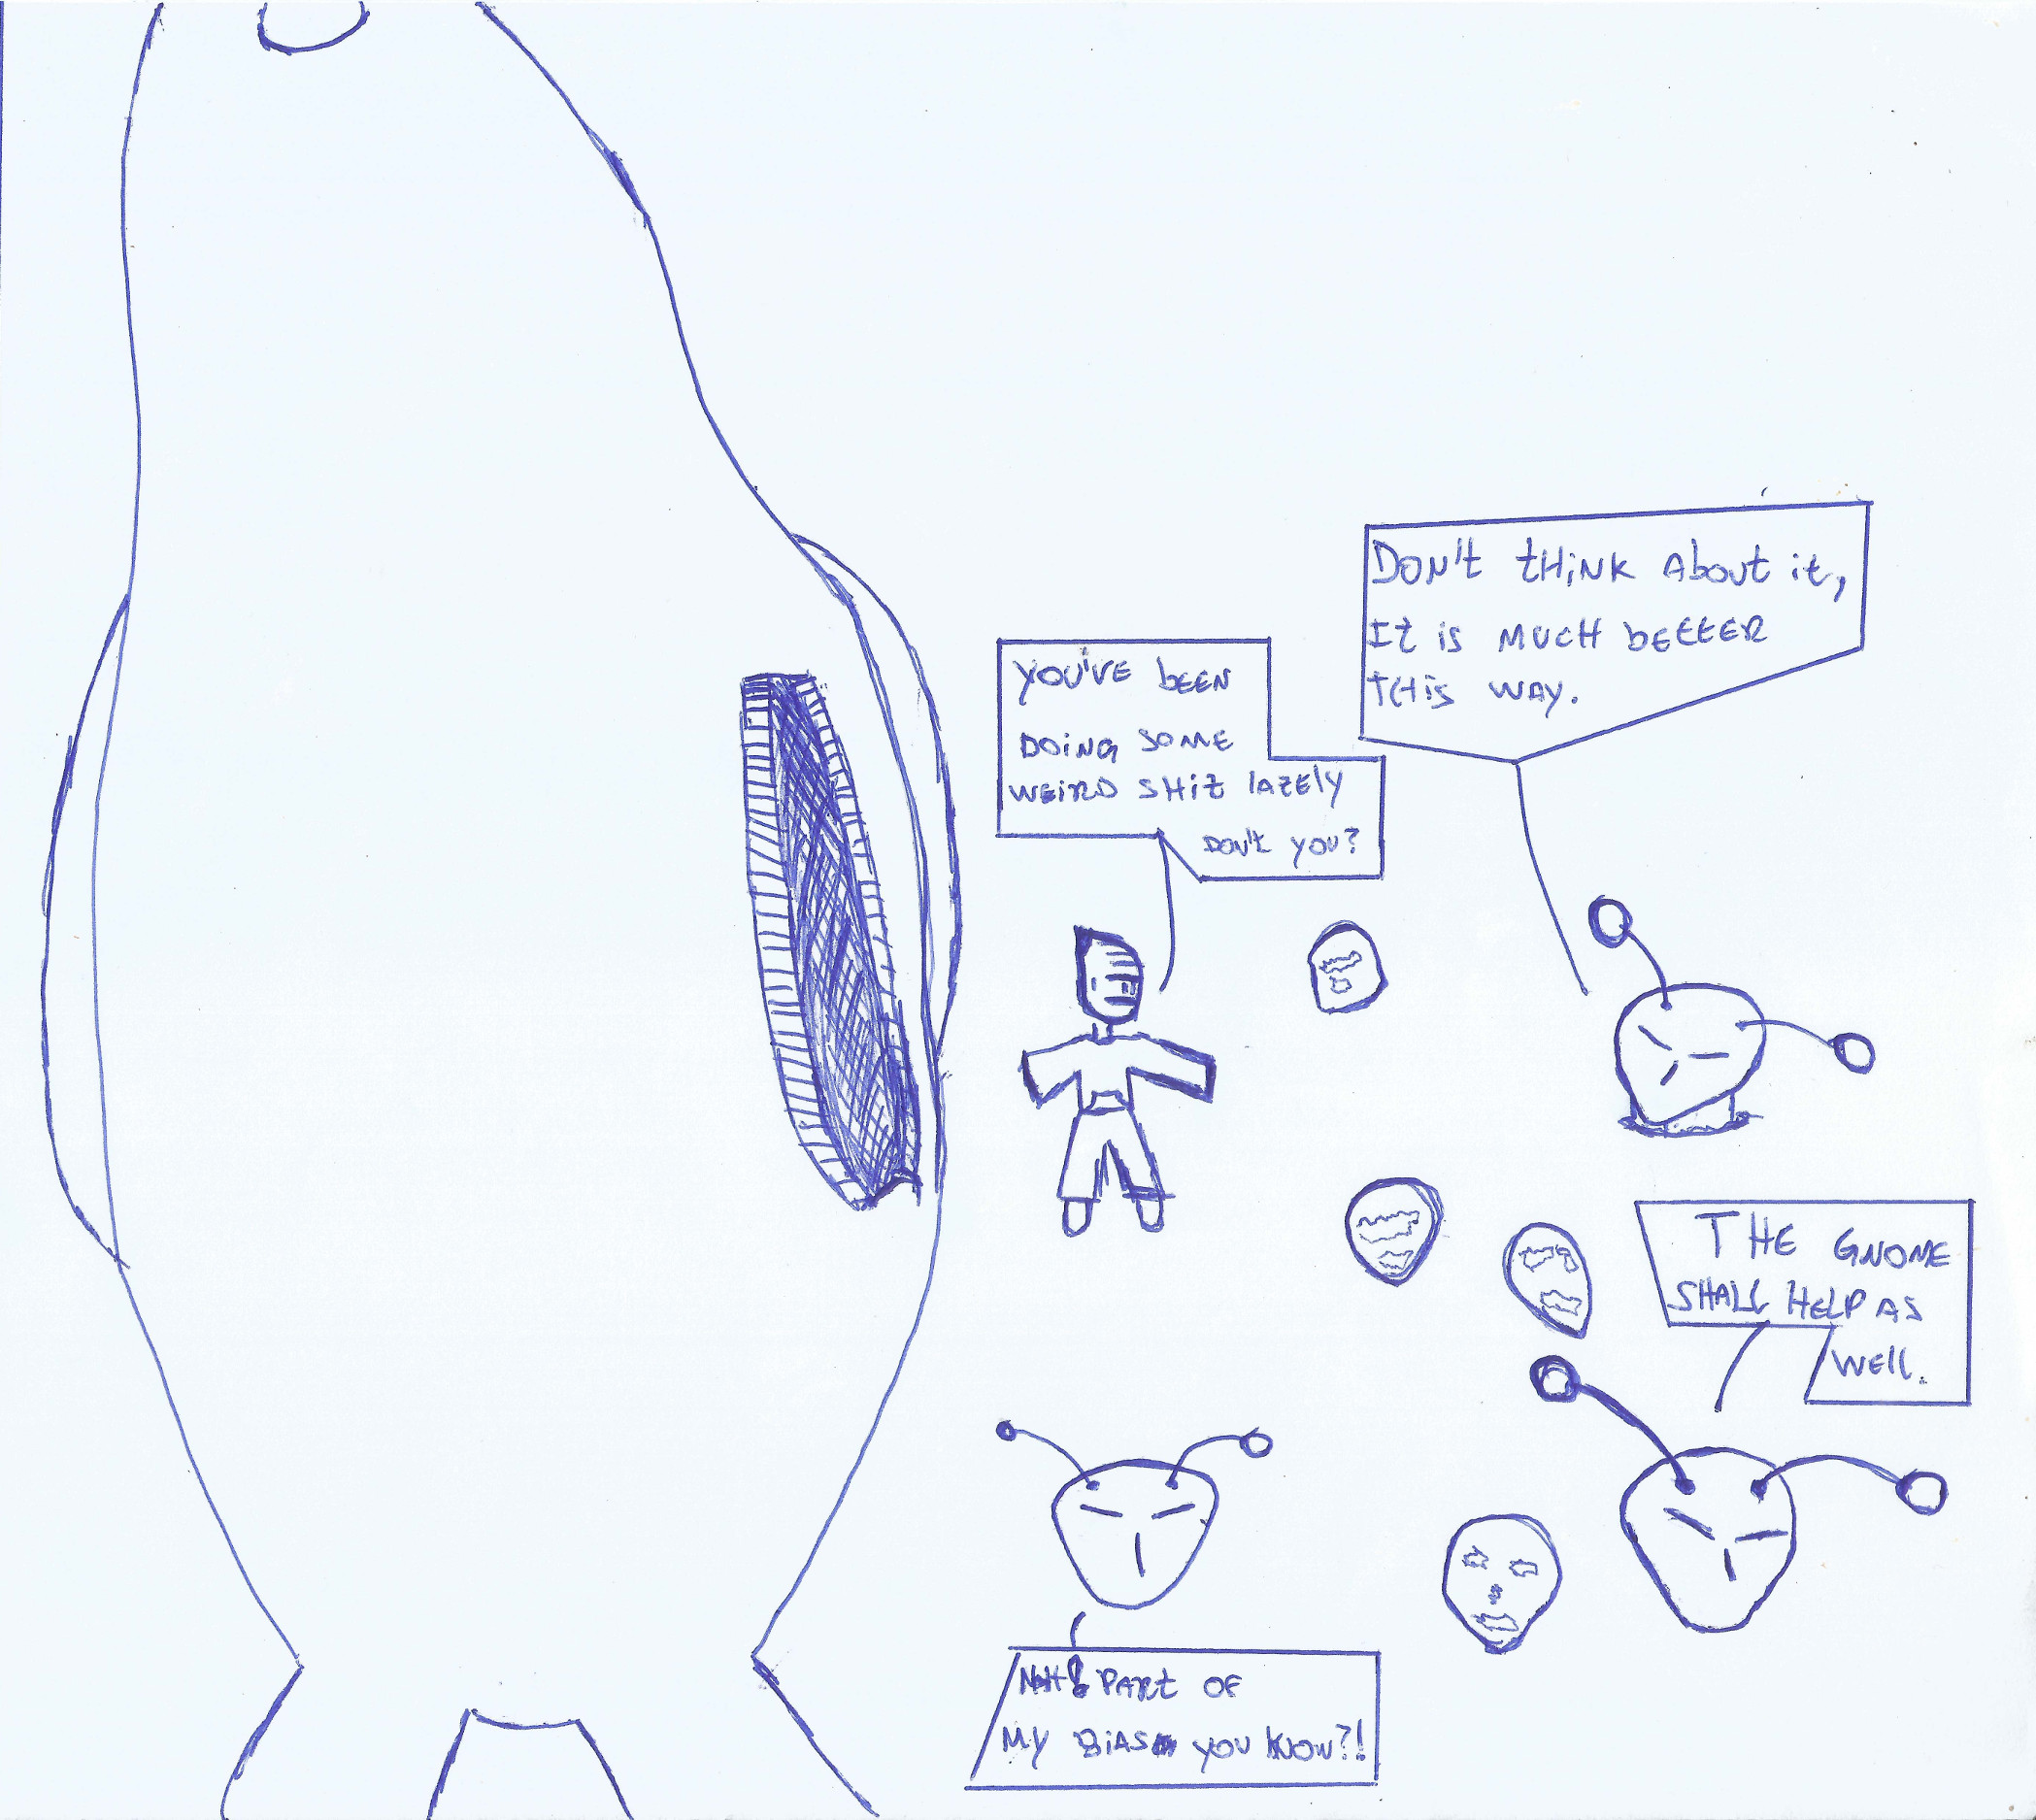 Don't think about it,
It is much better
this way.
You've been
doing some
weird shit lately
don't you?
The gnome
shall help as
well.
part of
my bias you know?!